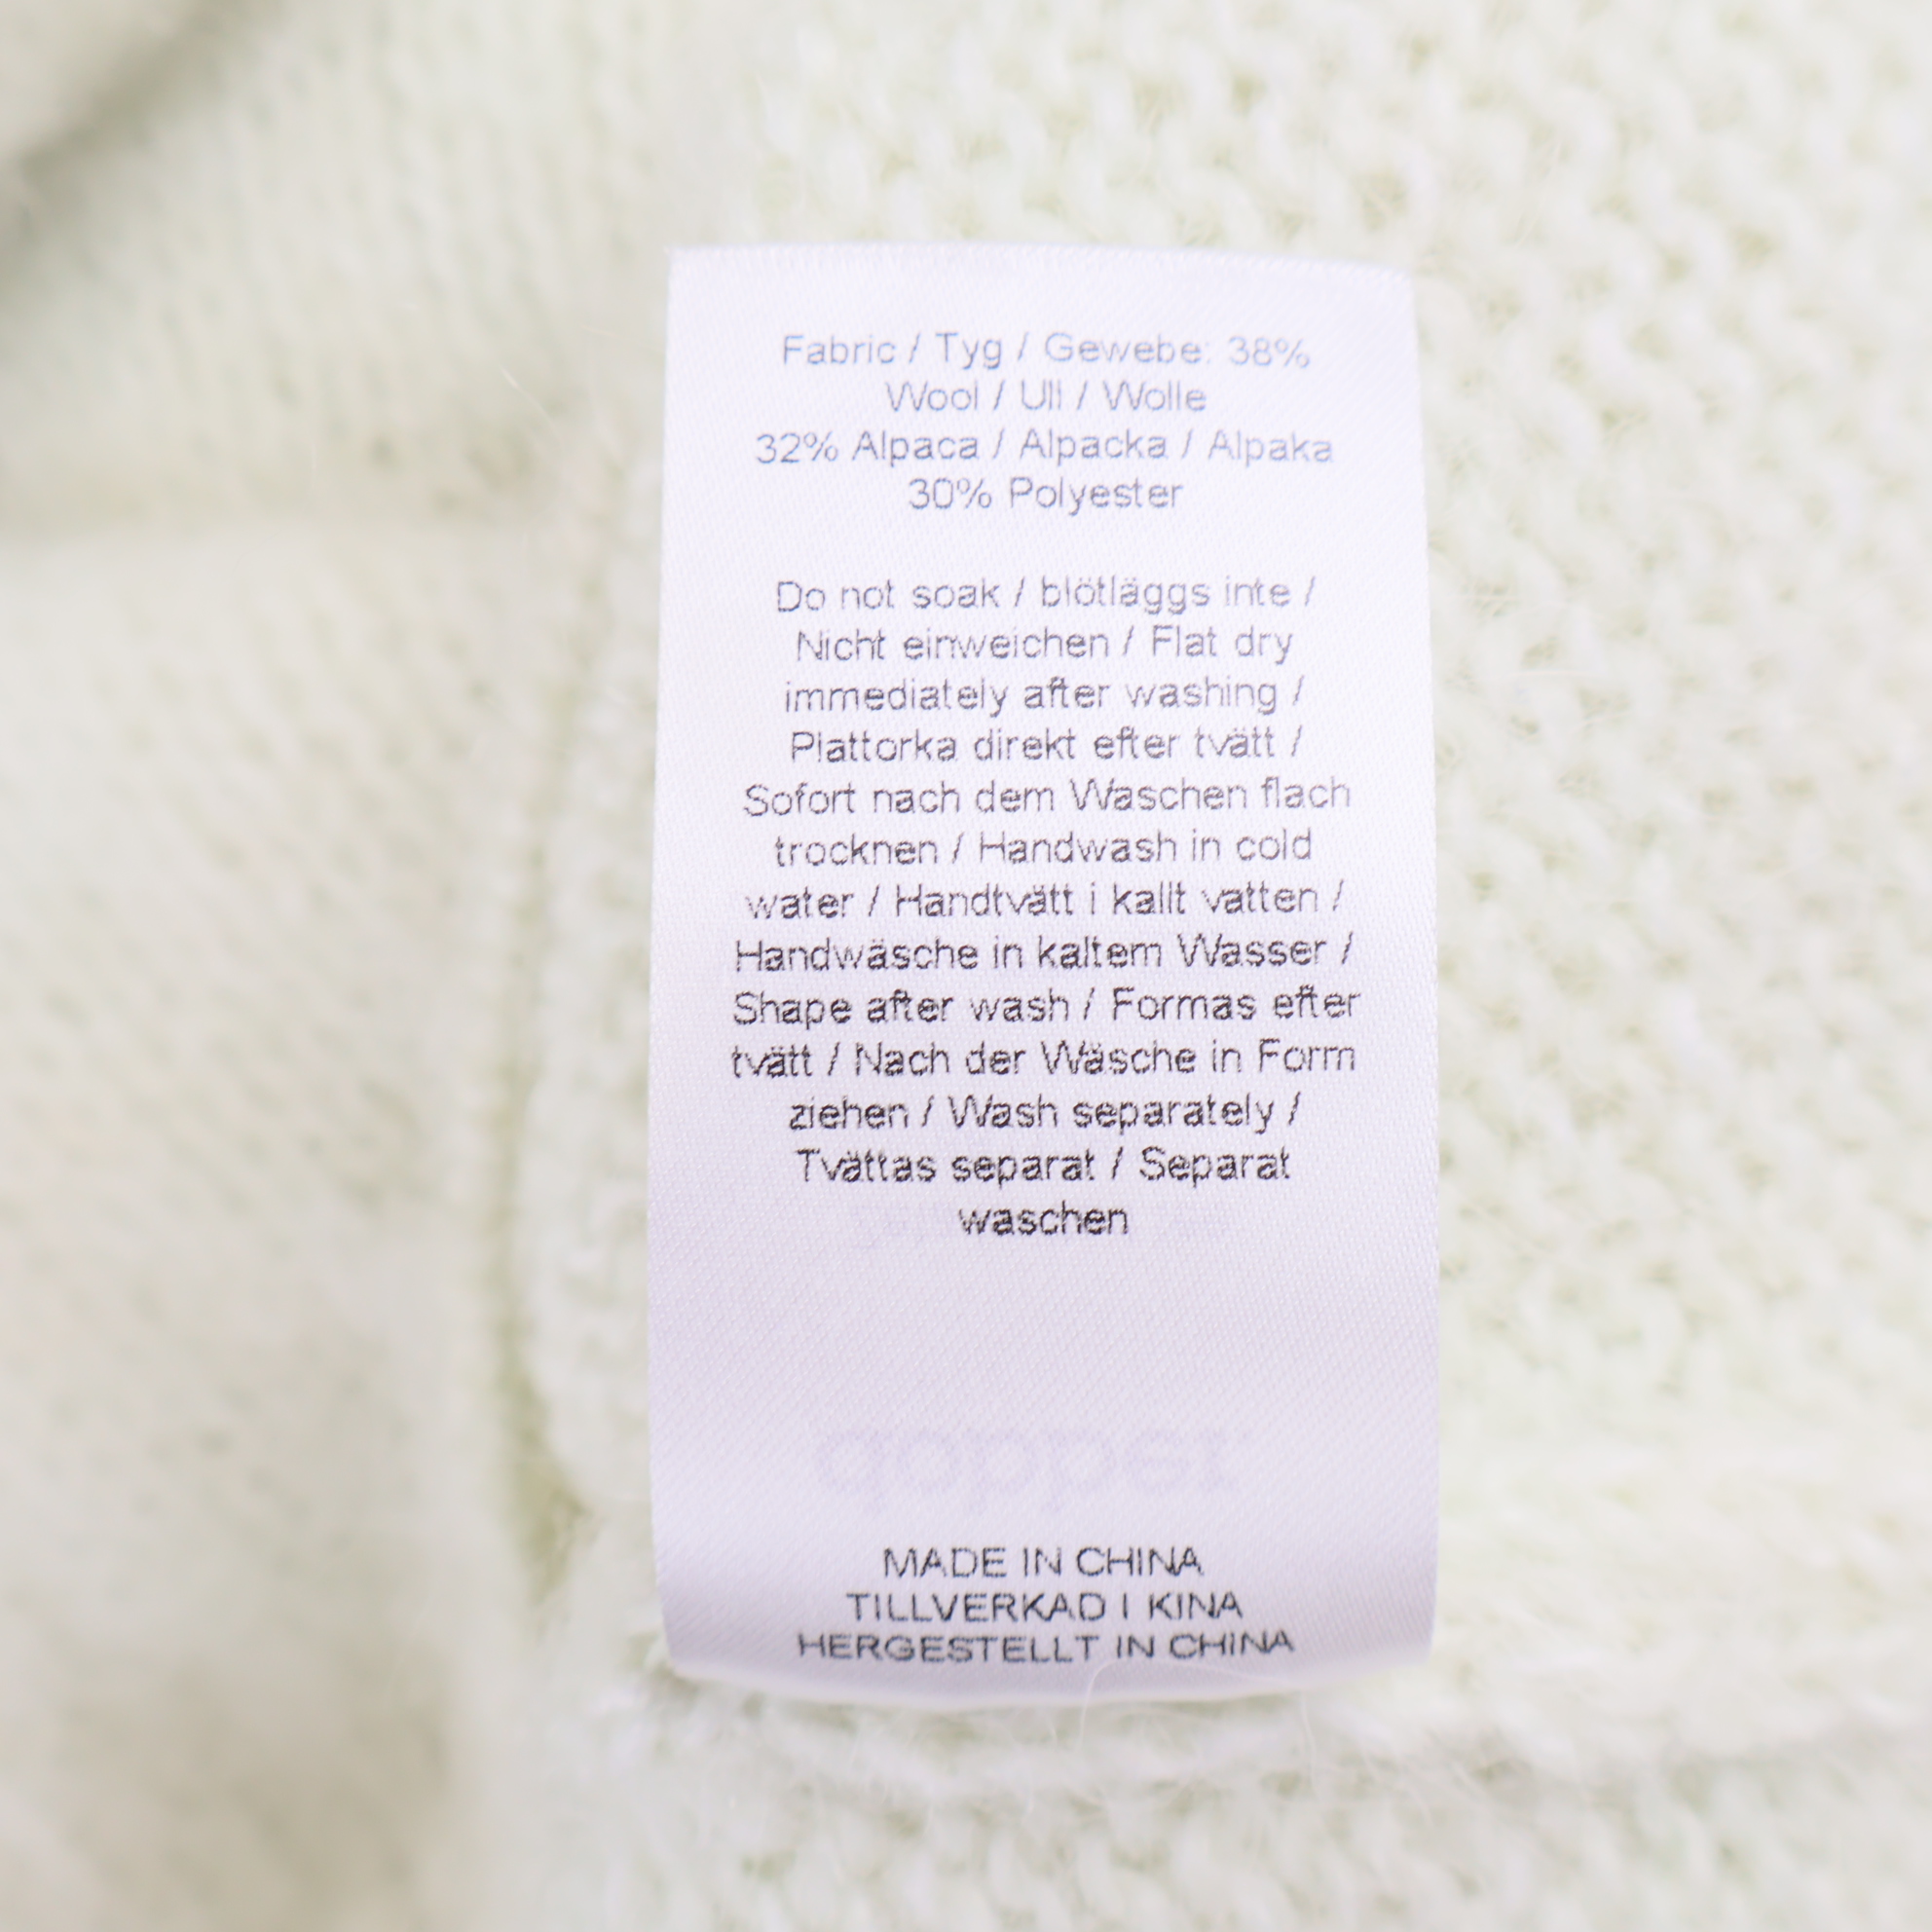 Fabric / Tyg / Gewebe: 38%
Wool / Ull / Wolle
32% Alpaca / Alpacka / Alpaka
30% Polyester
Do not soak / blötläggs inte /
Nicht einweichen / Flat dry
immediately after washing /
Plattorka direkt efter tvätt /
Sofort nach dem Waschen flach
trocknen / Handwash in cold
water / Handtvätt i kallt vatten /
Handwäsche in kaltem Wasser /
Shape after wash / Formas efter
tvätt / Nach der Wäsche in Form
ziehen / Wash separately /
Tvättas separat / Separat
waschen
MADE IN CHINA
TILLVERKAD I KINA
HERGESTELLT IN CHINA